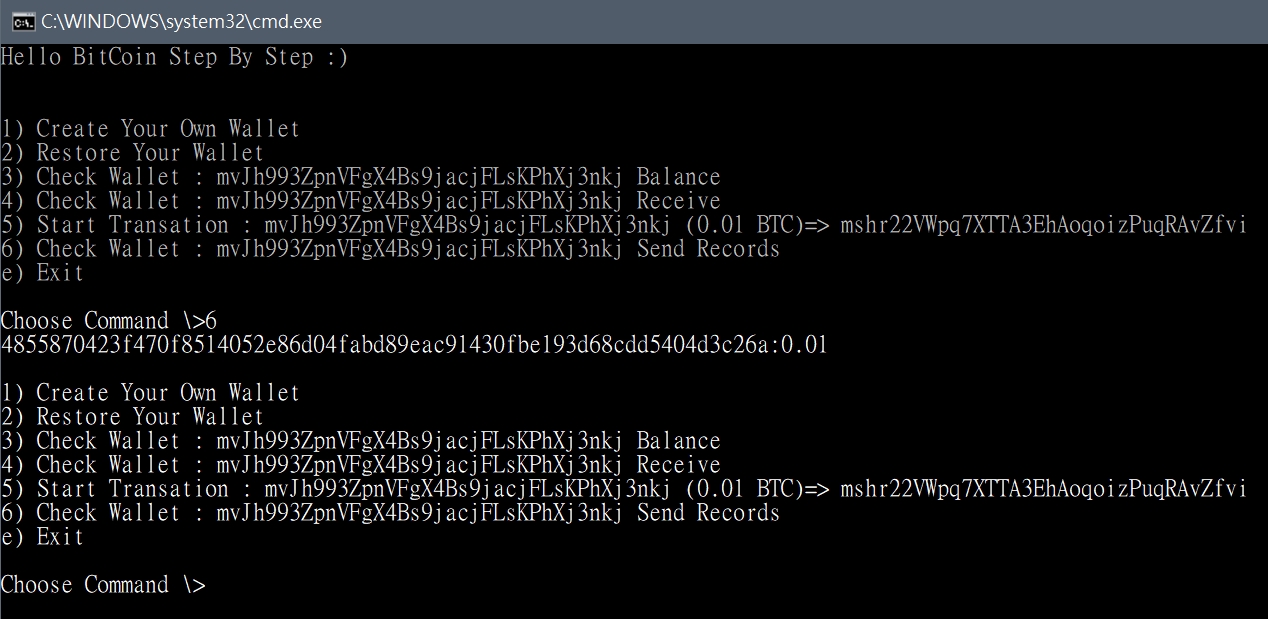 C:\WINDOWS\system32\cmd.exe
Hello BitCoin Step By Step :)
1) Create Your Own Wallet
2) Restore Your Wallet
3) Check Wallet : mvJh993ZpnVFgX4Bs9jacjFLsKPhXj3nkj Balance
4) Check Wallet : mvJh993ZpnVFgX4Bs9jacjFLsKPhXj3nkj Receive
5) Start Transation : mvJh993ZpnVFgX4Bs9jacjFLsKPhXj3nkj (0.01 BTC)=> mshr22VWpq7XTTA3EhAoqoizPuqRAvZfvi
6) Check Wallet : mvJh993ZpnVFgX4Bs9jacjFLsKPhXj3nkj Send Records
e) Exit
Choose Command \>6
4855870423f470f8514052e86d04fabd89eac91430fbe193d68cdd5404d3c26a:0.01
1) Create Your Own Wallet
2) Restore Your Wallet
3) Check Wallet : mvJh993ZpnVFgX4Bs9jacjFLsKPhXj3nkj Balance
4) Check Wallet : mvJh993ZpnVFgX4Bs9jacjFLsKPhXj3nkj Receive
5) Start Transation : mvJh993ZpnVFgX4Bs9jacjFLsKPhXj3nkj (0.01 BTC)=> mshr22VWpq7XTTA3EhAoqoizPuqRAvZfvi
6) Check Wallet : mvJh993ZpnVFgX4Bs9jacjFLsKPhXj3nkj Send Records
e) Exit
Choose Command \>